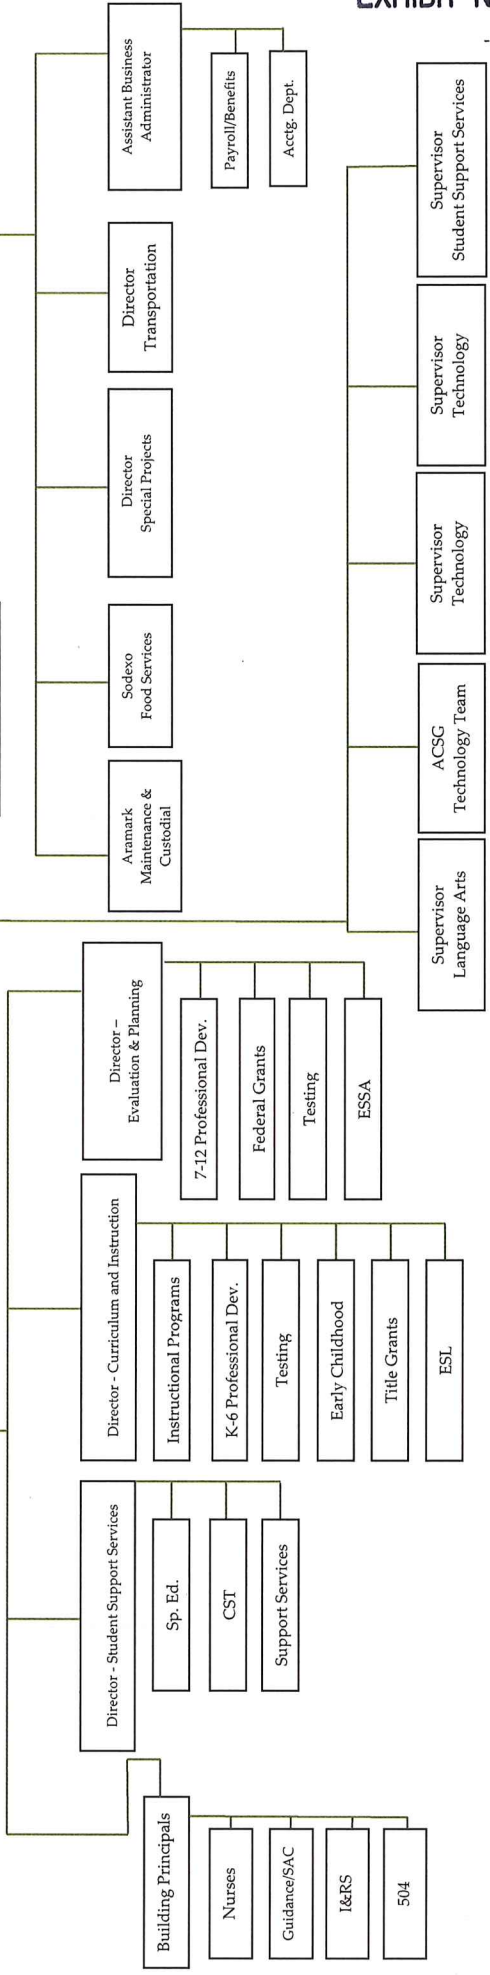 EXHIBIT
Building Principals
Nurses
Guidance/SAC
I&RS
504
Director - Student Support Services
Sp. Ed.
CST
Support Services
Director - Curriculum and Instruction
Instructional Programs
K-6 Professional Dev.
Testing
Early Childhood
Title Grants
ESL
Director –
Evaluation & Planning
7-12 Professional Dev.
Federal Grants
Testing
ESSA
Aramark
Maintenance &
Custodial
Sodexo
Food Services
Director
Special Projects
Director
Transportation
Assistant Business
Administrator
Payroll/Benefits
Acctg. Dept.
Supervisor
Language Arts
ACSG
Technology Team
Supervisor
Technology
Supervisor
Technology
Supervisor
Student Support Services